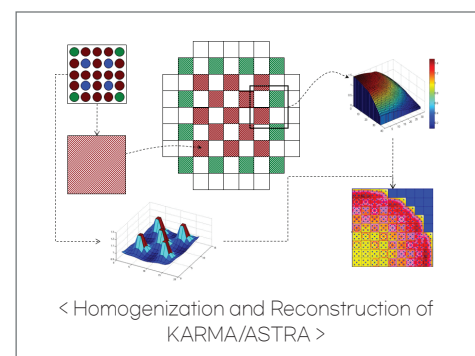 < Homogenization and Reconstruction of
KARMA/ASTRA >